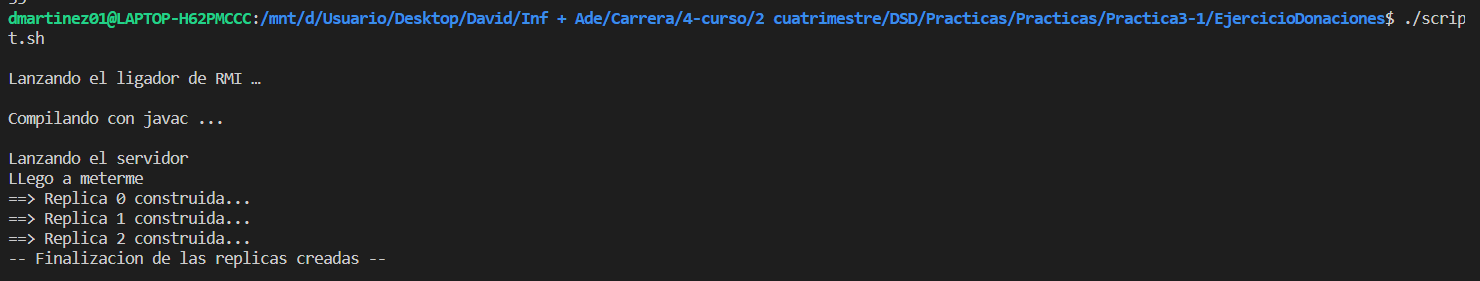 dmartinez01@LAPTOP-H62PMCCC:/mnt/d/Usuario/Desktop/David/Inf + Ade/Carrera/4-curso/2 cuatrimestre/DSD/Practicas/Practicas/Practica3-1/EjercicioDonaciones$ ./scrip
t.sh
Lanzando el ligador de RMI …
Compilando con javac ...
Lanzando el servidor
LLego a meterme
==> Replica 0 construida...
==> Replica 1 construida...
==> Replica 2 construida...
-- Finalizacion de las replicas creadas --